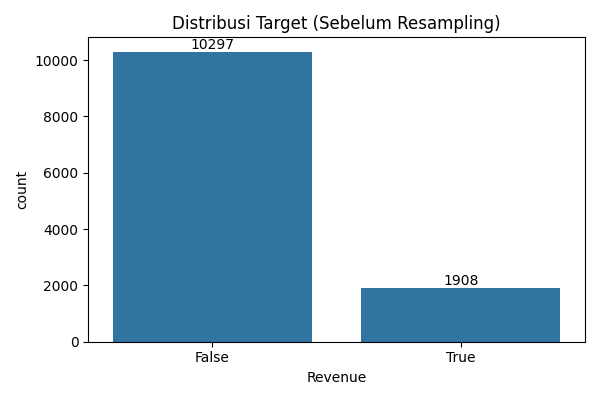 Distribusi Target (Sebelum Resampling)
10297
1908
10000
8000
6000
4000
2000
0
count
False
True
Revenue